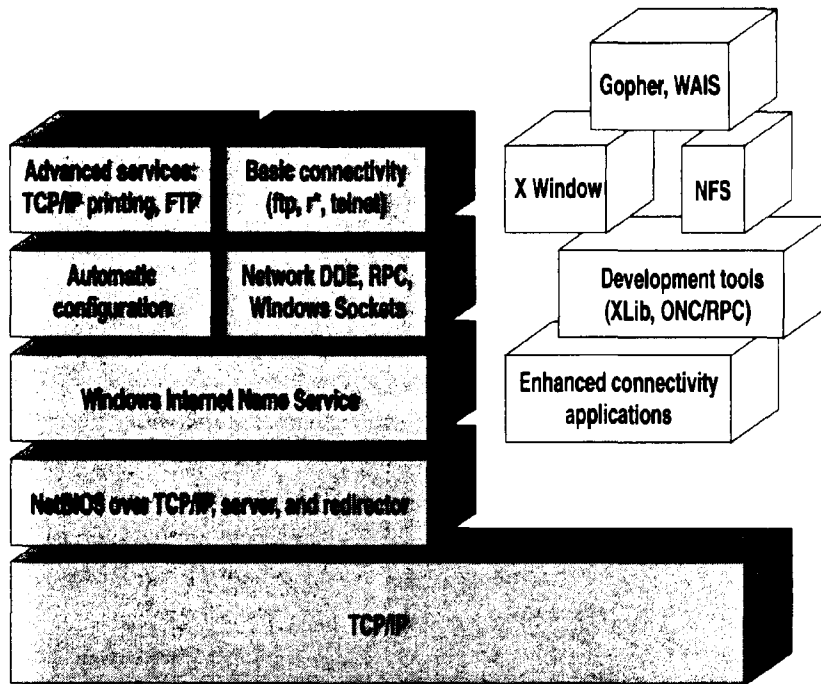 Gopher, WAIS
Advanced services:
TCP/IP printing, FTP
Basic connectivity
(ftp, r*, telnet)
X Window
NFS
Automatic
configuration
Network DDE, RPC,
Windows Sockets
Development tools
(XLib, ONC/RPC)
Windows Internet Name Service
Enhanced connectivity
applications
NetBIOS over TCP/IP, server, and redirector
TCP/IP